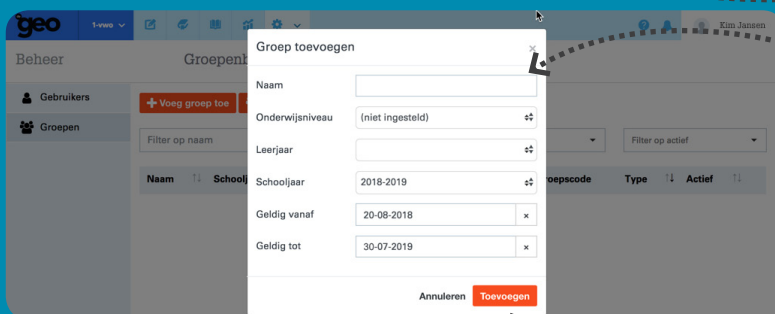 geo
1-vwo
Kim Jansen
Beheer
Groepenb
Gebruikers
Groepen
Voeg groep toe
Filter op naam
Filter op actief
Naam
Schoolj
roepscode
Type
Actief
Groep toevoegen
×
Naam
Onderwijsniveau
(niet ingesteld)
Leerjaar
Schooljaar
2018-2019
Geldig vanaf
20-08-2018
×
Geldig tot
30-07-2019
×
Annuleren
Toevoegen